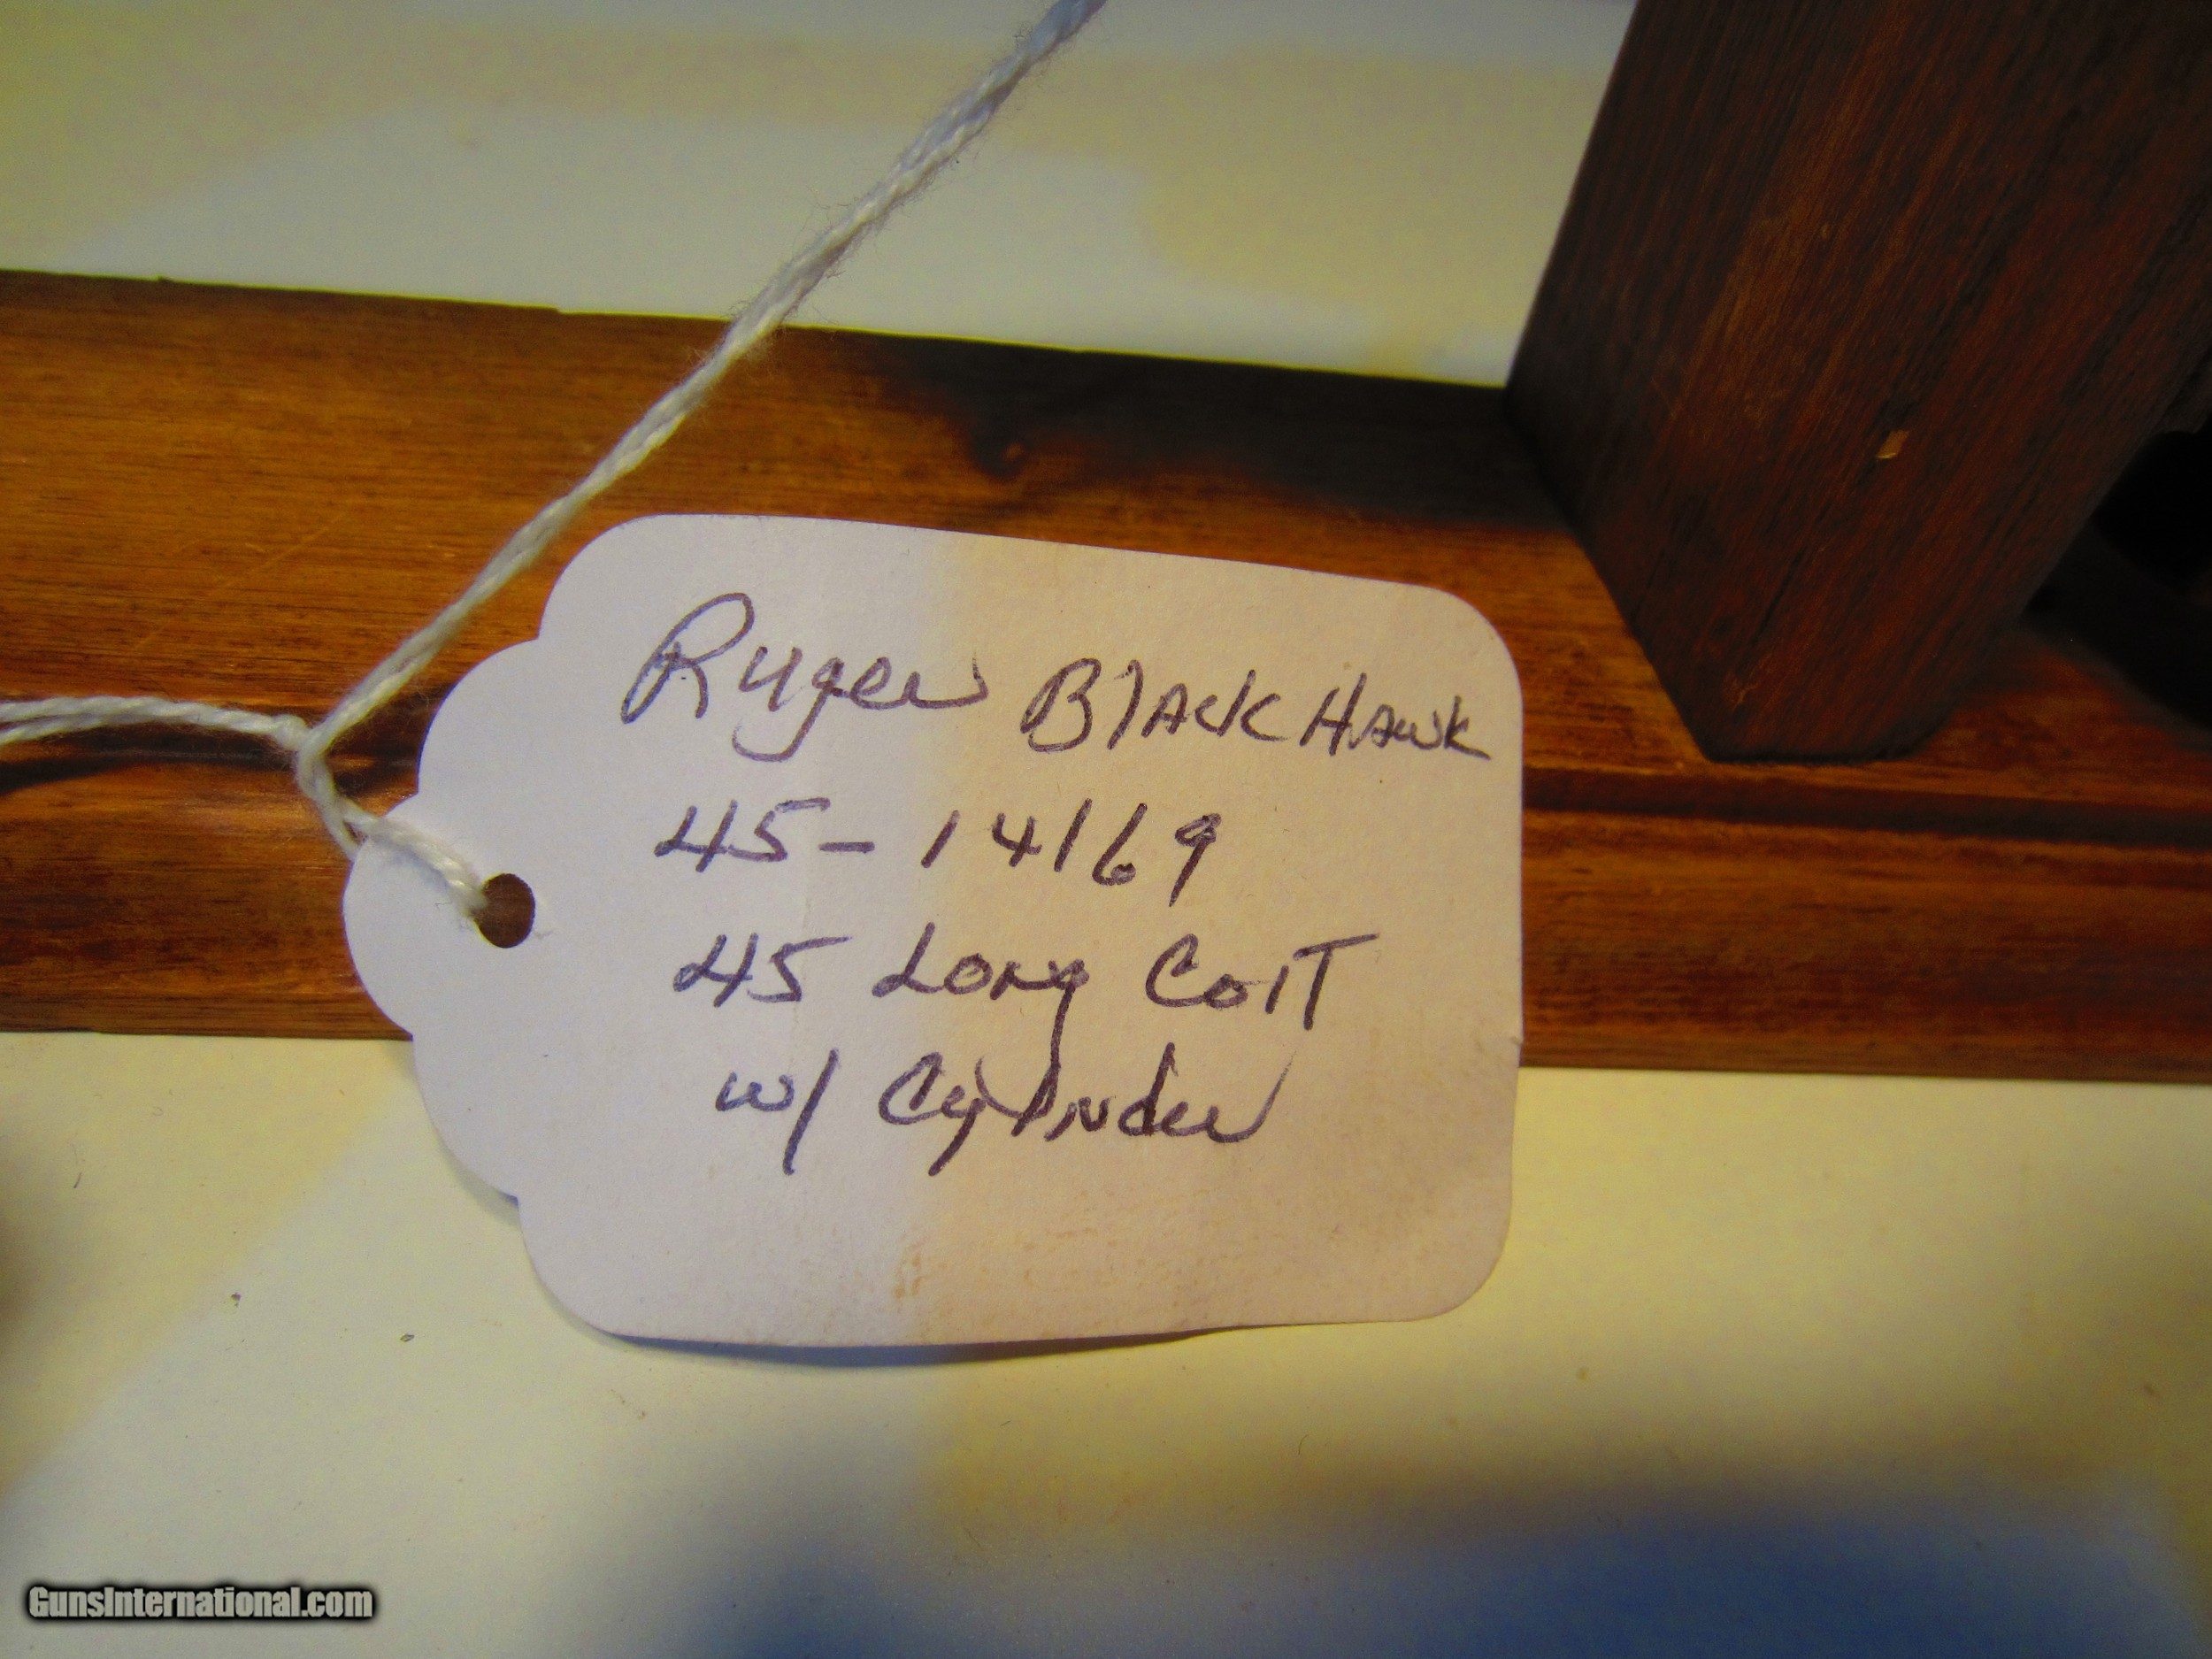 Ruger BlackHawk
45-14169
45 Long Colt
w/ Cylinder
GunsInternational.com